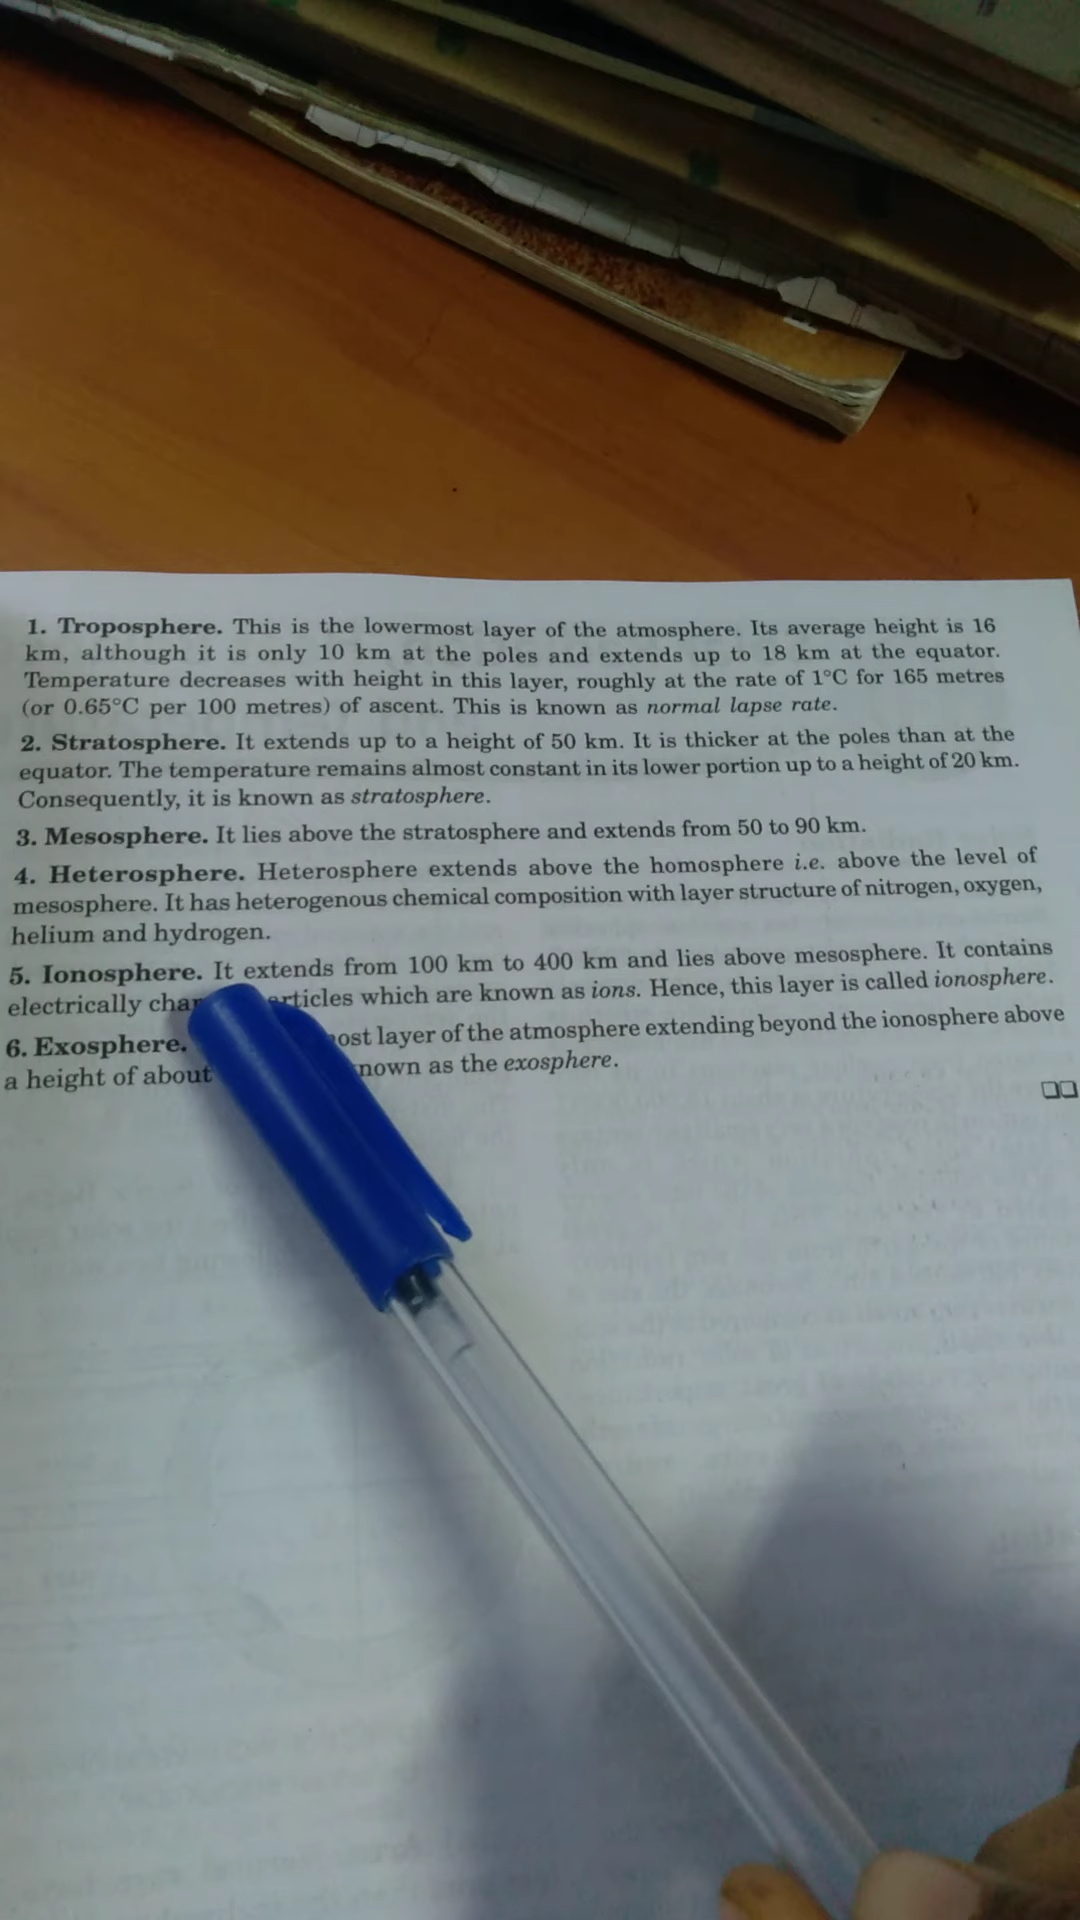 1. Troposphere. This is the lowermost layer of the atmosphere. Its average height is 16
km, although it is only 10 km at the poles and extends up to 18 km at the equator.
Temperature decreases with height in this layer, roughly at the rate of 1°C for 165 metres
(or 0.65°C per 100 metres) of ascent. This is known as normal lapse rate.
2. Stratosphere. It extends up to a height of 50 km. It is thicker at the poles than at the
equator. The temperature remains almost constant in its lower portion up to a height of 20 km.
Consequently, it is known as stratosphere.
3. Mesosphere. It lies above the stratosphere and extends from 50 to 90 km.
4. Heterosphere. Heterosphere extends above the homosphere i.e. above the level of
mesosphere. It has heterogenous chemical composition with layer structure of nitrogen, oxygen,
helium and hydrogen.
5. Ionosphere. It extends from 100 km to 400 km and lies above mesosphere. It contains
electrically which are known as ions. Hence, this layer is called ionosphere.
6. Exosphere. layer of the atmosphere extending beyond the ionosphere above
a height of about as the exosphere.